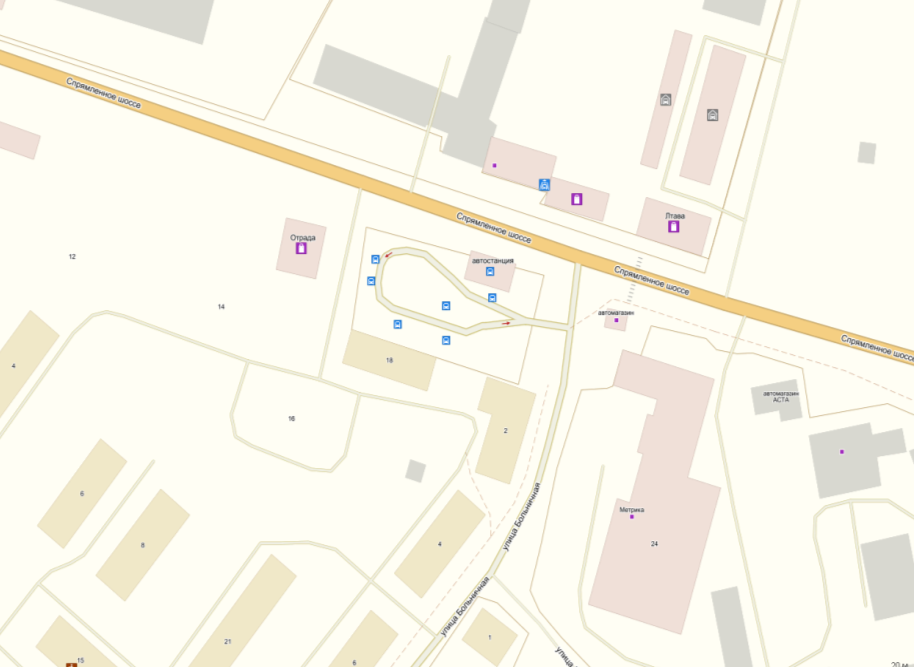 Спрямленное шоссе
Спрямленное шоссе
Лтава
Отрада
12
автостанция
Спрямленное шоссе
14
автомагазин
Спрямленное шоссе
18
4
автомагазин
АСТА
16
2
6
Метрика
улица Больничная
8
4
24
улица Больничная
1
21
15
6